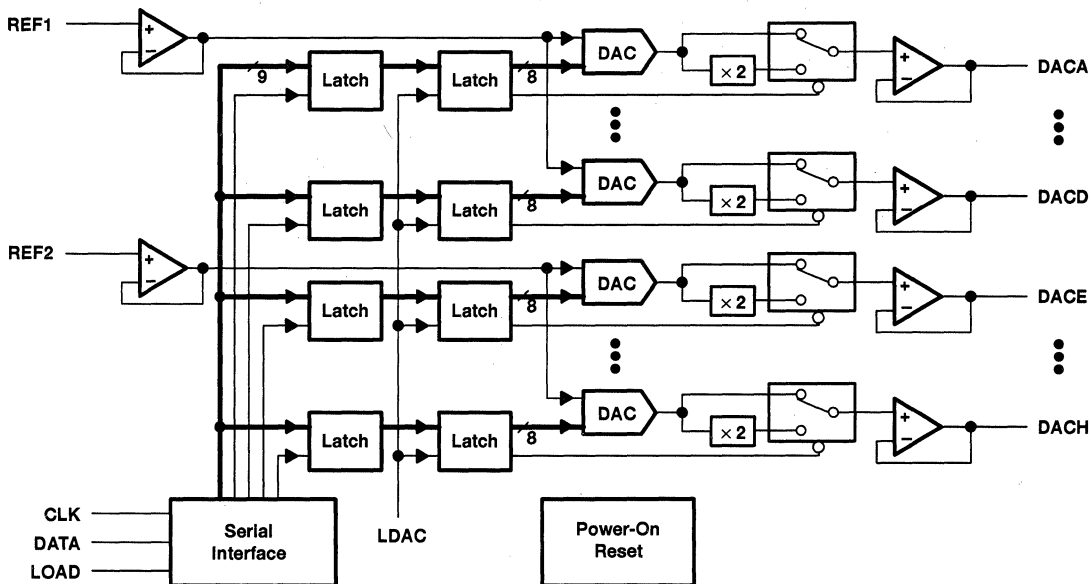 REF1
DAC
× 2
DACA
9
Latch
Latch
8
DAC
× 2
DACD
Latch
Latch
8
REF2
DAC
× 2
DACE
Latch
Latch
8
DAC
× 2
DACH
Latch
Latch
8
CLK
DATA
LOAD
Serial
Interface
LDAC
Power-On
Reset